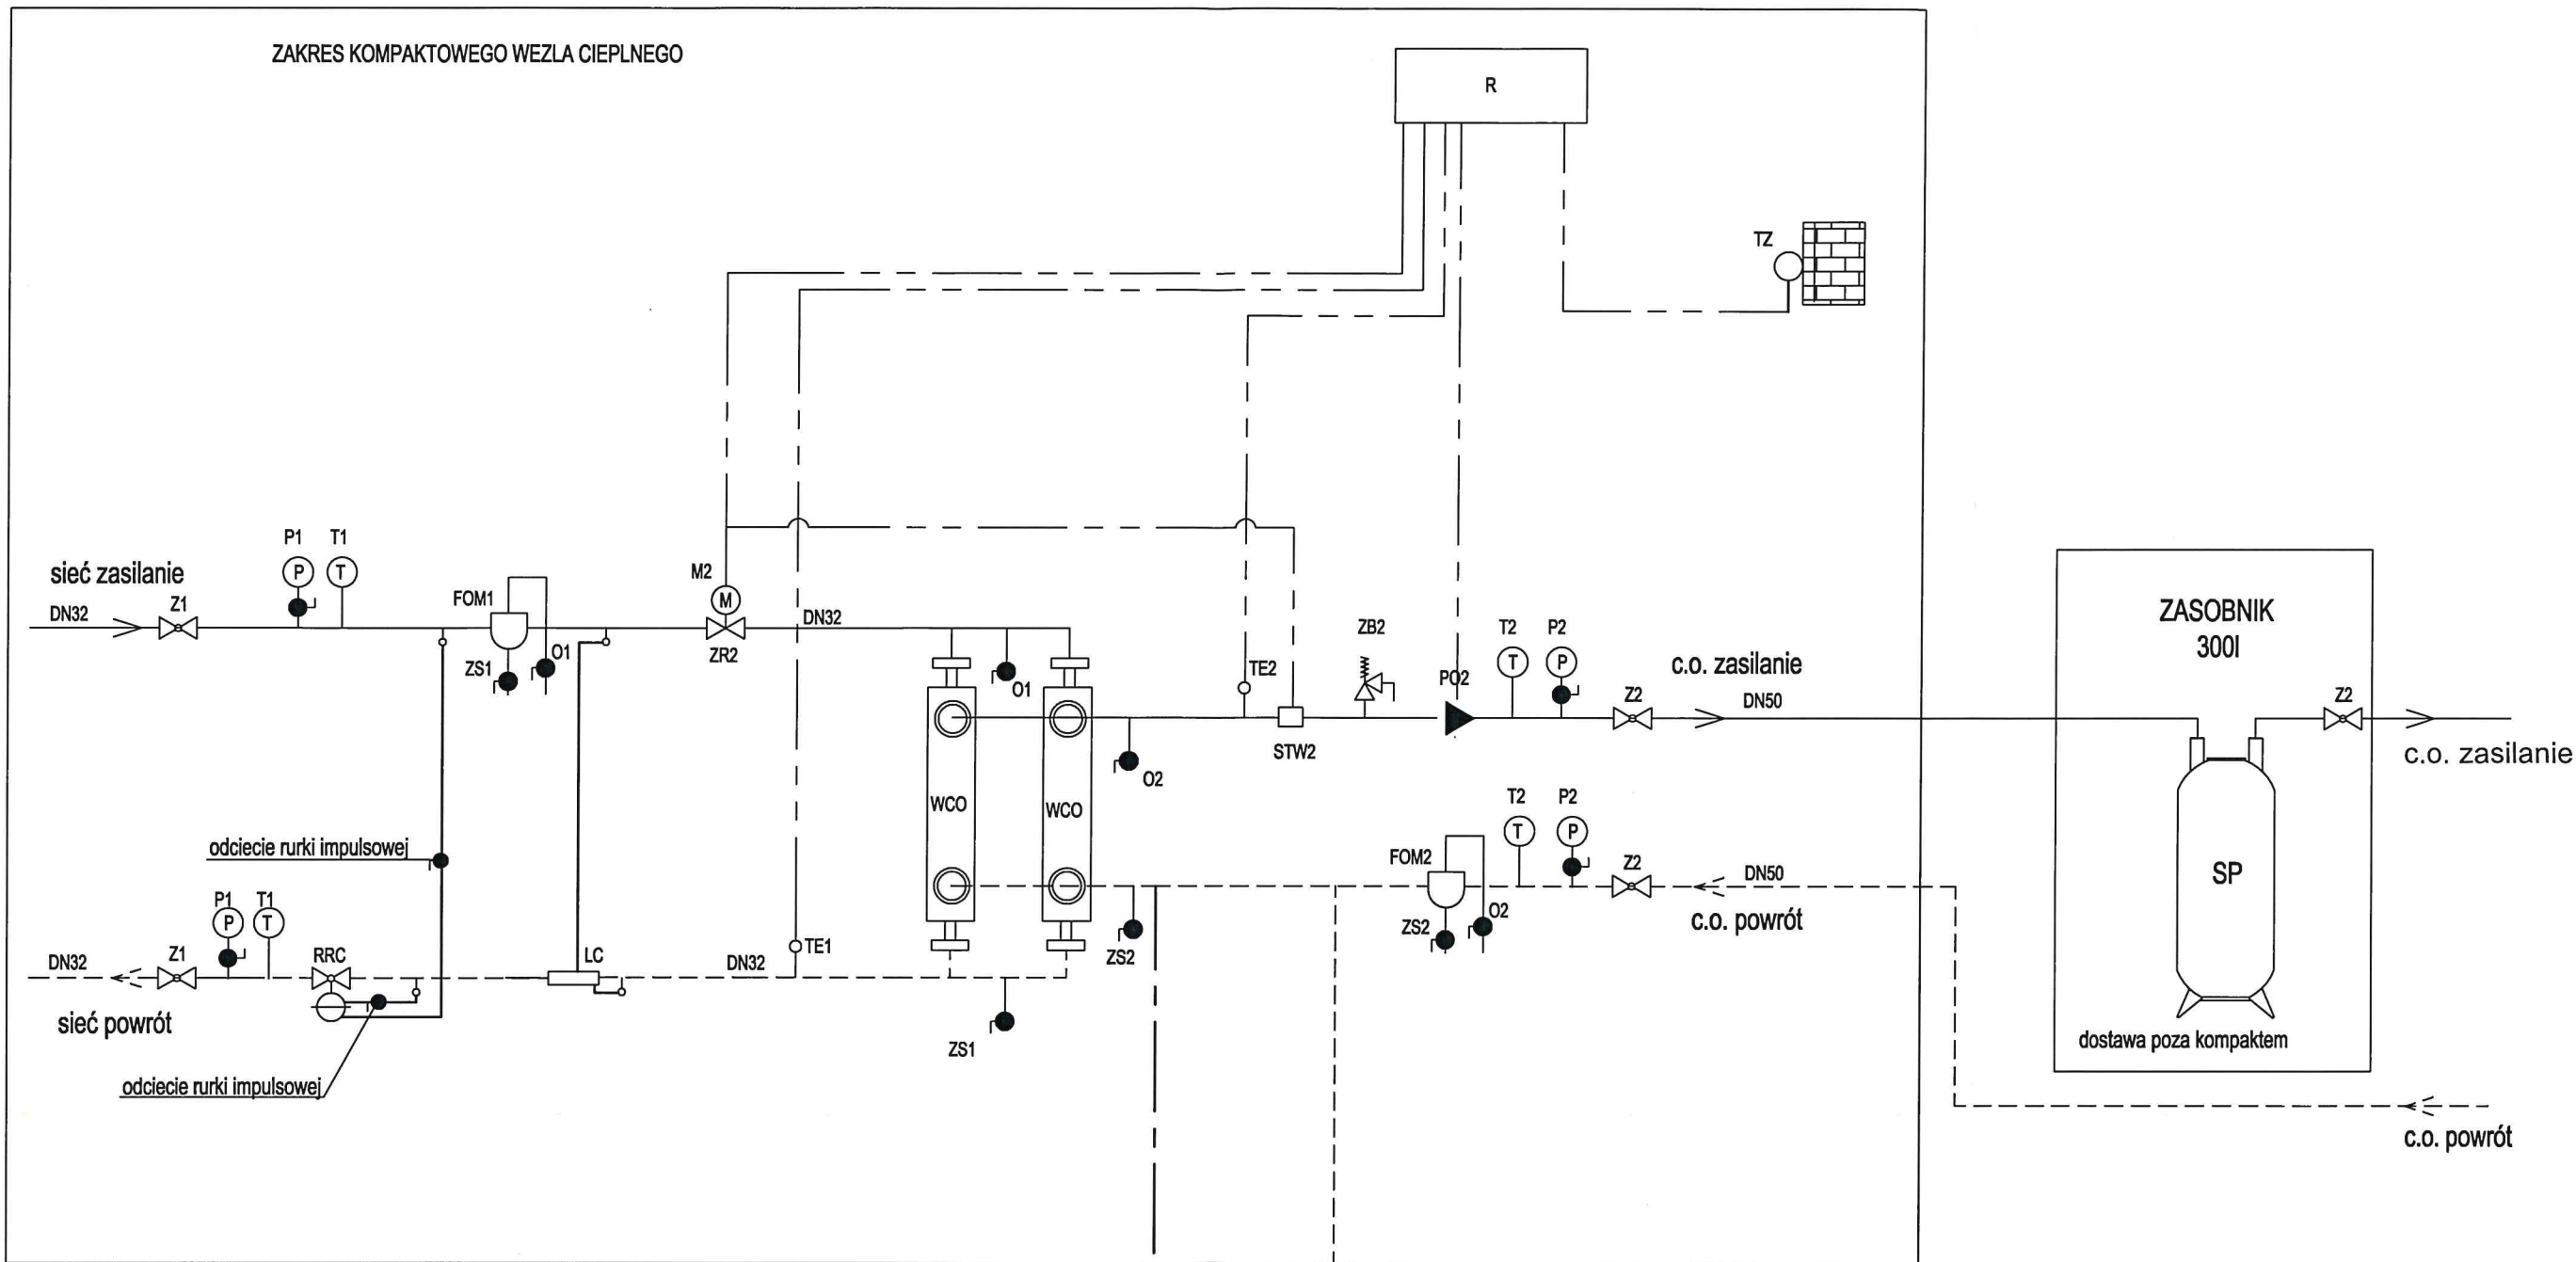 ZAKRES KOMPAKTOWEGO WEZLA CIEPLNEGO
R
TZ
P1
T1
P
T
sieć zasilanie
DN32
Z1
FOM1
ZS1
O1
M2
M
ZR2
DN32
O1
TE2
STW2
ZB2
PO2
T2
P2
T
P
Z2
c.o. zasilanie
DN50
O2
ZASOBNIK
300l
Z2
c.o. zasilanie
WCO
WCO
odciecie rurki impulsowej
T2
P2
T
P
FOM2
ZS2
O2
Z2
DN50
c.o. powrót
SP
dostawa poza kompaktem
P1
T1
P
T
DN32
Z1
RRC
LC
DN32
TE1
ZS2
sieć powrót
ZS1
odciecie rurki impulsowej
c.o. powrót